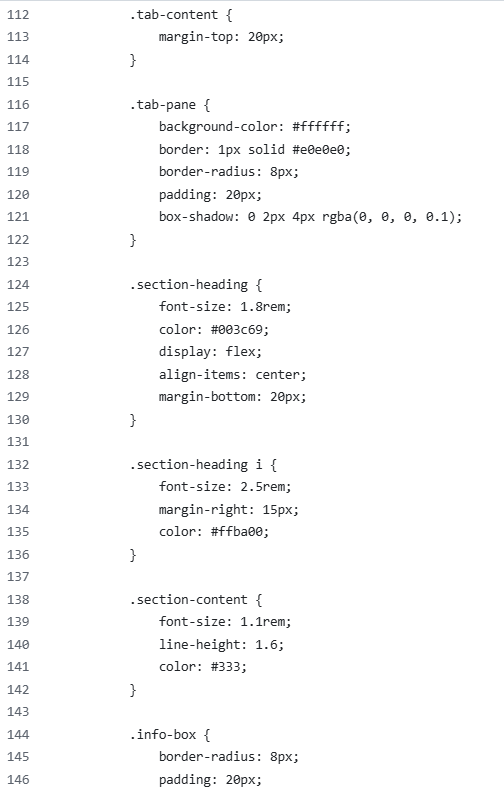 112 .tab-content {
113 margin-top: 20px;
114 }
115
116 .tab-pane {
117 background-color: #ffffff;
118 border: 1px solid #e0e0e0;
119 border-radius: 8px;
120 padding: 20px;
121 box-shadow: 0 2px 4px rgba(0, 0, 0, 0.1);
122 }
123
124 .section-heading {
125 font-size: 1.8rem;
126 color: #003c69;
127 display: flex;
128 align-items: center;
129 margin-bottom: 20px;
130 }
131
132 .section-heading i {
133 font-size: 2.5rem;
134 margin-right: 15px;
135 color: #ffba00;
136 }
137
138 .section-content {
139 font-size: 1.1rem;
140 line-height: 1.6;
141 color: #333;
142 }
143
144 .info-box {
145 border-radius: 8px;
146 padding: 20px;